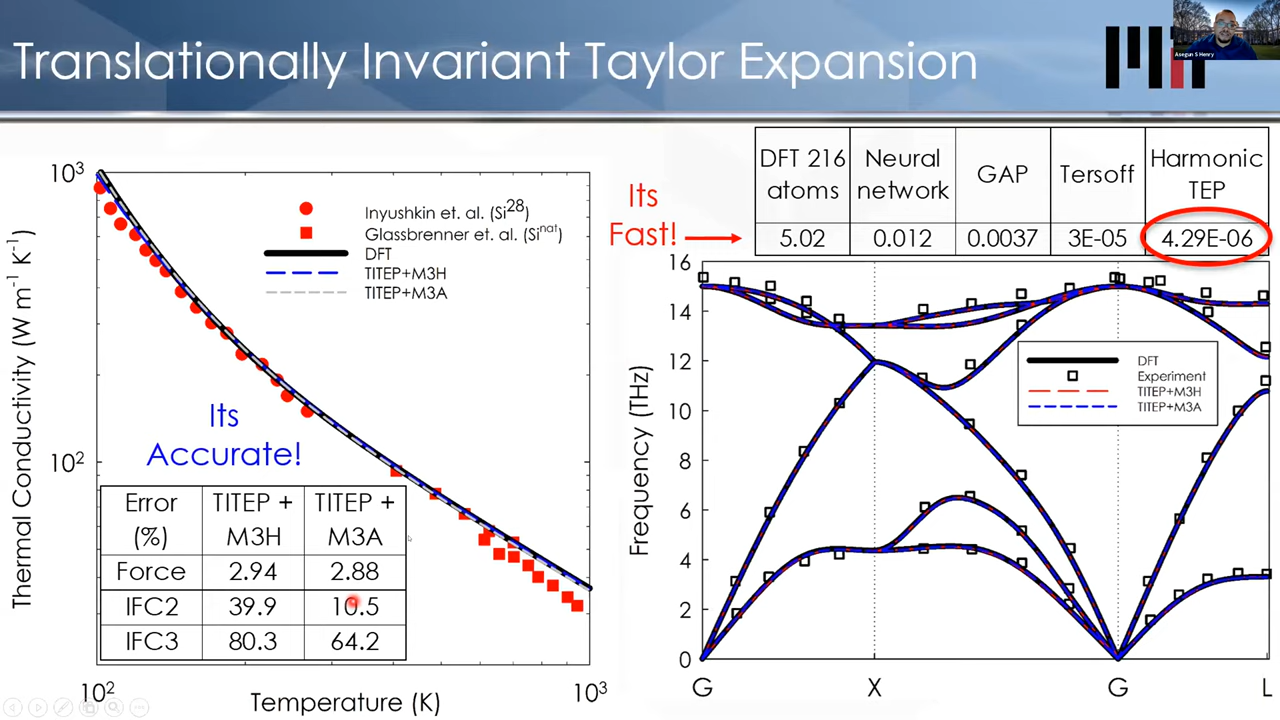 Translationally Invariant Taylor Expansion
Asegun S Henry
DFT 216 atoms
Neural network
GAP
Tersoff
Harmonic TEP
5.02
0.012
0.0037
3E-05
4.29E-06
Its Fast!
Thermal Conductivity (W m-1 K-1)
10³
10²
Inyushkin et. al. (Si28)
Glassbrenner et. al. (Sinat)
DFT
TITEP+M3H
TITEP+M3A
Its
Accurate!
Error (%)
TITEP + M3H
TITEP + M3A
Force
2.94
2.88
IFC2
39.9
10.5
IFC3
80.3
64.2
10²
10³
Temperature (K)
Frequency (THz)
16
14
12
10
8
6
4
2
0
DFT
Experiment
TITEP+M3H
TITEP+M3A
G
X
G
L